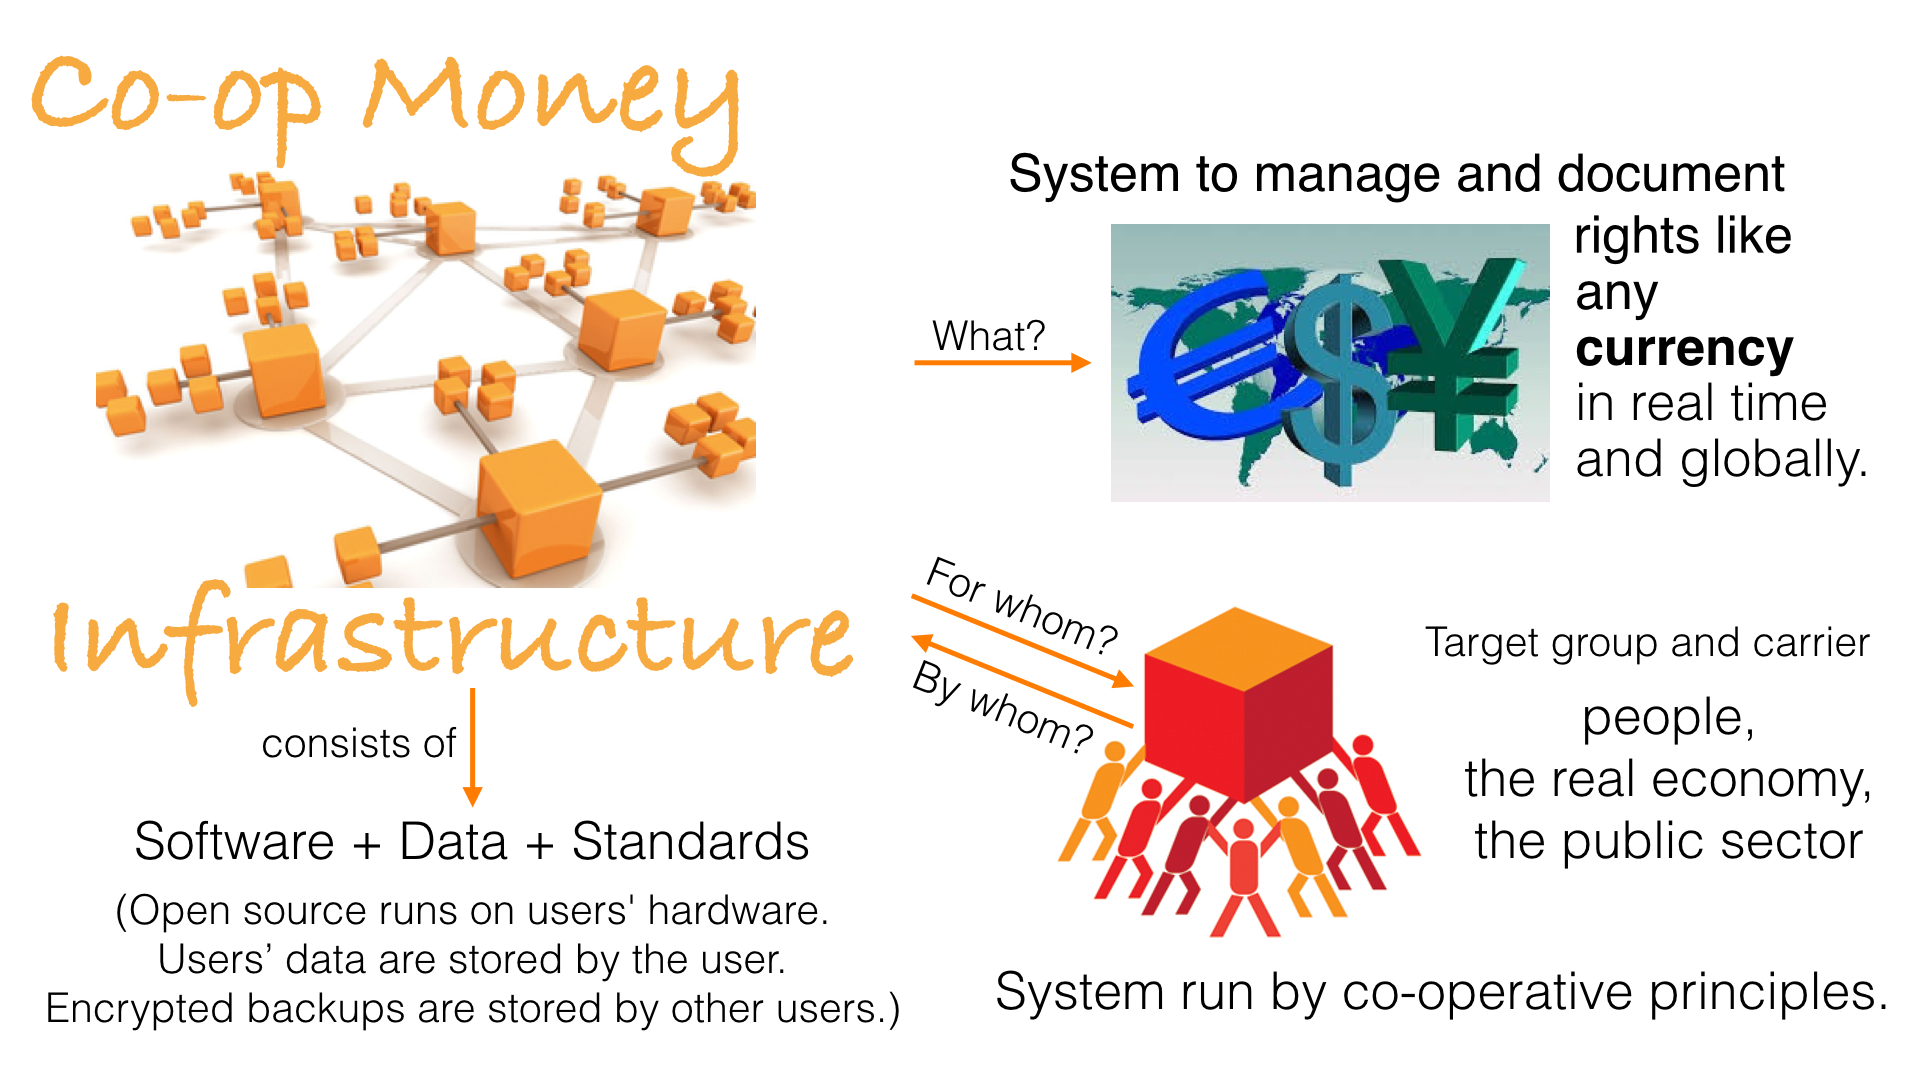 Co-op Money
Infrastructure
consists of
Software + Data + Standards
(Open source runs on users' hardware.
Users’ data are stored by the user.
Encrypted backups are stored by other users.)
What?
System to manage and document
rights like
any
currency
in real time
and globally.
For whom?
By whom?
Target group and carrier
people,
the real economy,
the public sector
System run by co-operative principles.